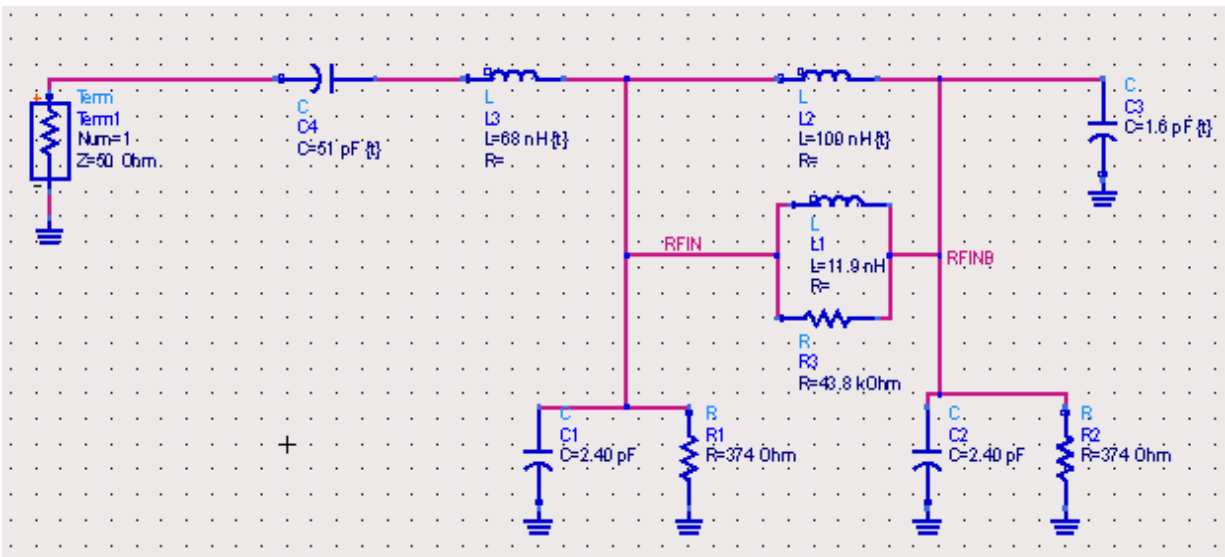 Term
Term1
Num=1
Z=50 Ohm
+
-
C
C4
C=51 pF {t}
L
L3
L=68 nH {t}
R=
L
L2
L=100 nH {t}
R=
C
C3
C=1.6 pF {t}
RFIN
L
L1
L=11.9 nH
R=
RFINB
R
R3
R=43.8 kOhm
C
C1
C=2.40 pF
R
R1
R=374 Ohm
C
C2
C=2.40 pF
R
R2
R=374 Ohm